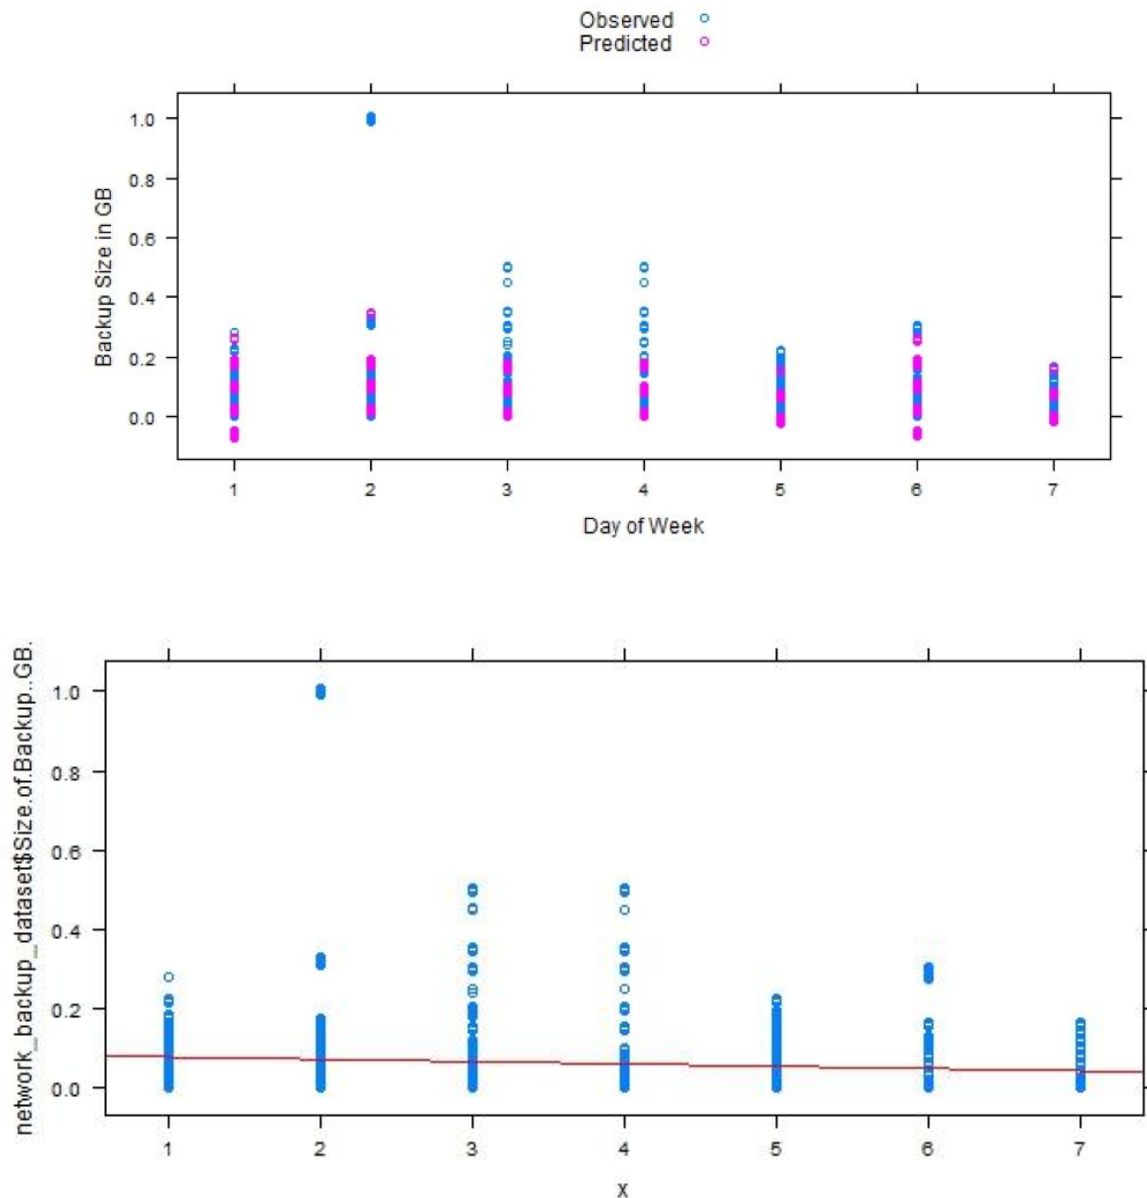 Observed
Predicted
Backup Size in GB
1.0
0.8
0.6
0.4
0.2
0.0
1 2 3 4 5 6 7
Day of Week
network_backup_dataset$Size.of.Backup..GB.
1.0
0.8
0.6
0.4
0.2
0.0
1 2 3 4 5 6 7
x